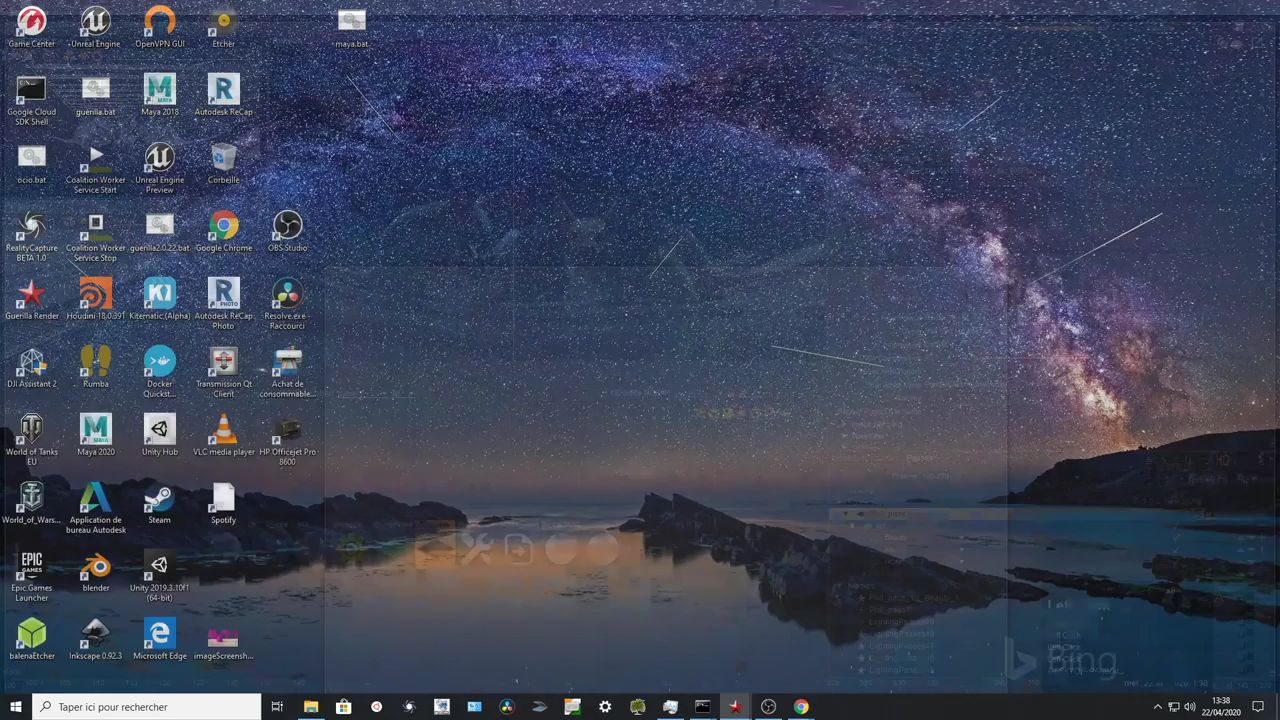 Game Center
Unreal Engine
OpenVPN GUI
Etcher
maya.bat
Google Cloud
SDK Shell
guerilla.bat
Maya 2018
Autodesk ReCap
ocio.bat
Coalition Worker
Service Start
Unreal Engine
Preview
Corbeille
RealityCapture
BETA 1.0
Coalition Worker
Service Stop
guerilla2.0.22.bat
Google Chrome
OBS Studio
Guerilla Render
Houdini 18.0.391
Kitematic (Alpha)
Autodesk ReCap
Photo
Resolve.exe -
Raccourci
DJI Assistant 2
Rumba
Docker
Quickst...
Transmission Qt
Client
Achat de
consommable...
World of Tanks
EU
Maya 2020
Unity Hub
VLC media player
HP Officejet Pro
8600
World_of_Wars...
Application de
bureau Autodesk
Steam
Spotify
Epic Games
Launcher
blender
Unity 2019.3.10f1
(64-bit)
balenaEtcher
Inkscape 0.92.3
Microsoft Edge
imageScreensh...
Bing
Taper ici pour rechercher
13:38
22/04/2020